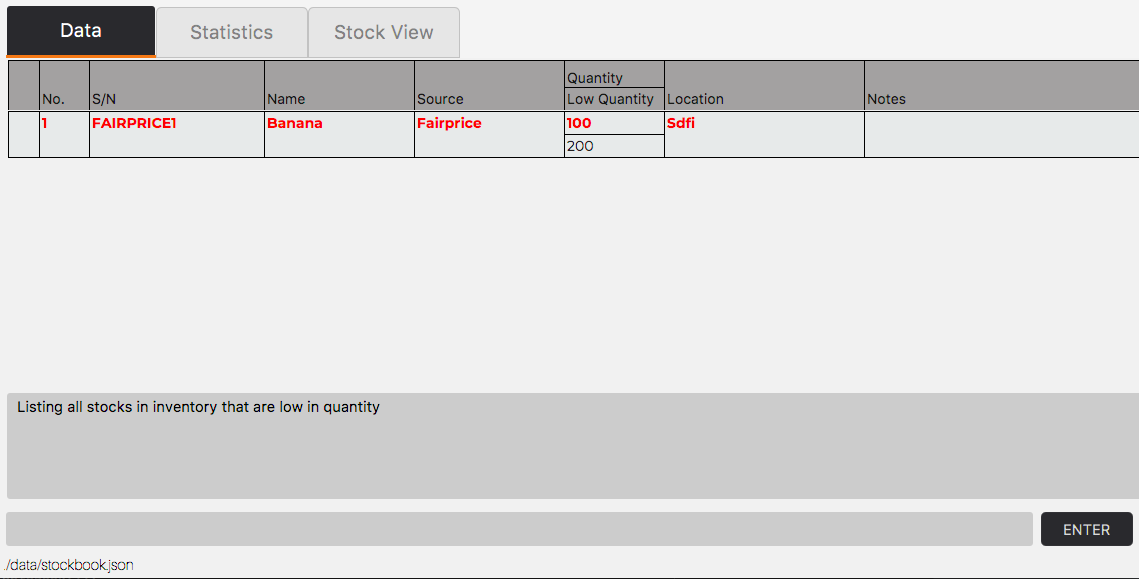 Data Statistics Stock View
Quantity
No. S/N Name Source Low Quantity Location Notes
1 FAIRPRICE1 Banana Fairprice 100 Sdfi
200
Listing all stocks in inventory that are low in quantity
ENTER
./data/stockbook.json